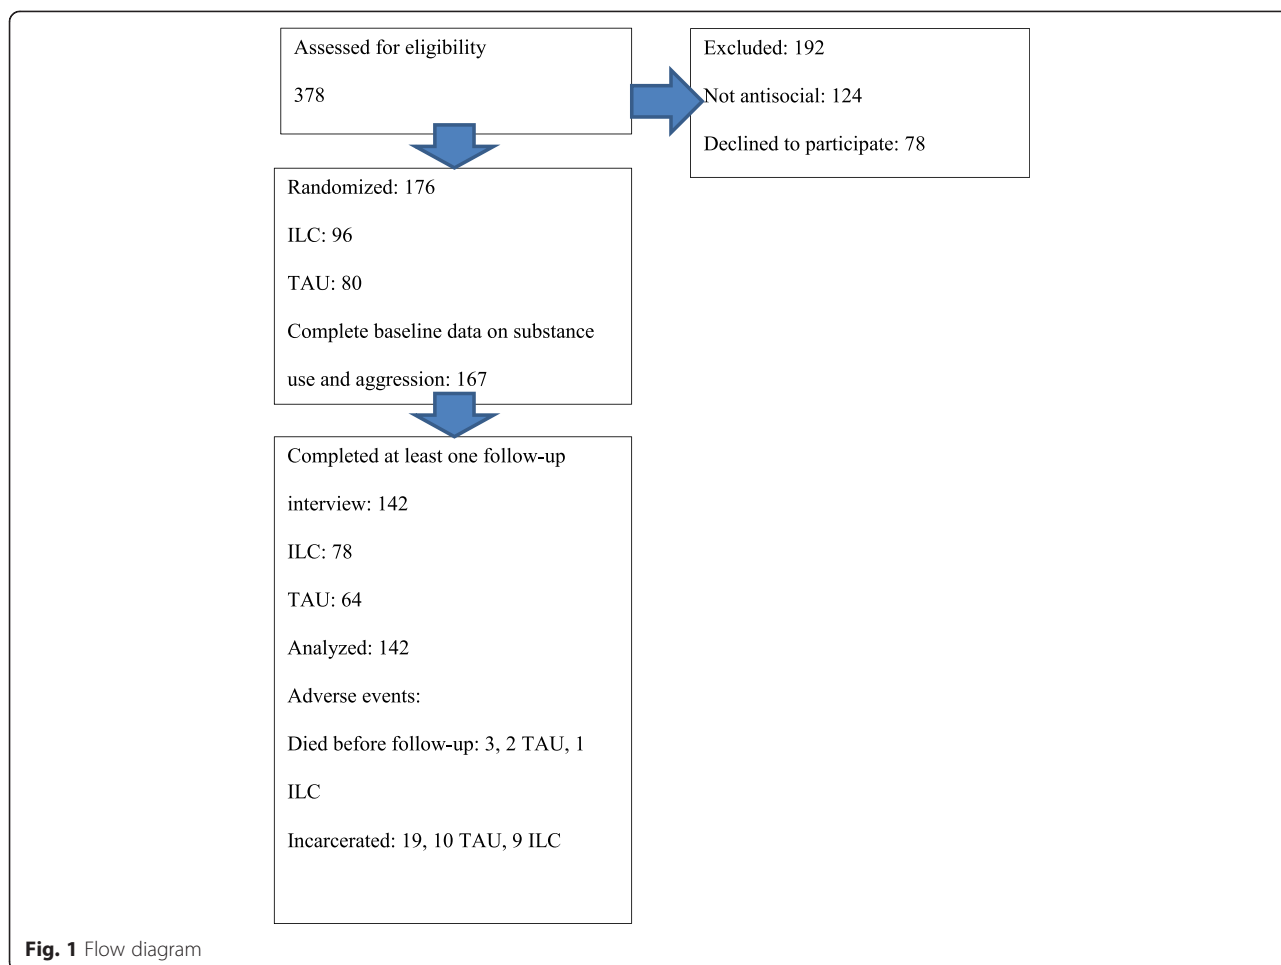 Assessed for eligibility
378
Excluded: 192
Not antisocial: 124
Declined to participate: 78
Randomized: 176
ILC: 96
TAU: 80
Complete baseline data on substance
use and aggression: 167
Completed at least one follow-up
interview: 142
ILC: 78
TAU: 64
Analyzed: 142
Adverse events:
Died before follow-up: 3, 2 TAU, 1
ILC
Incarcerated: 19, 10 TAU, 9 ILC
Fig. 1 Flow diagram